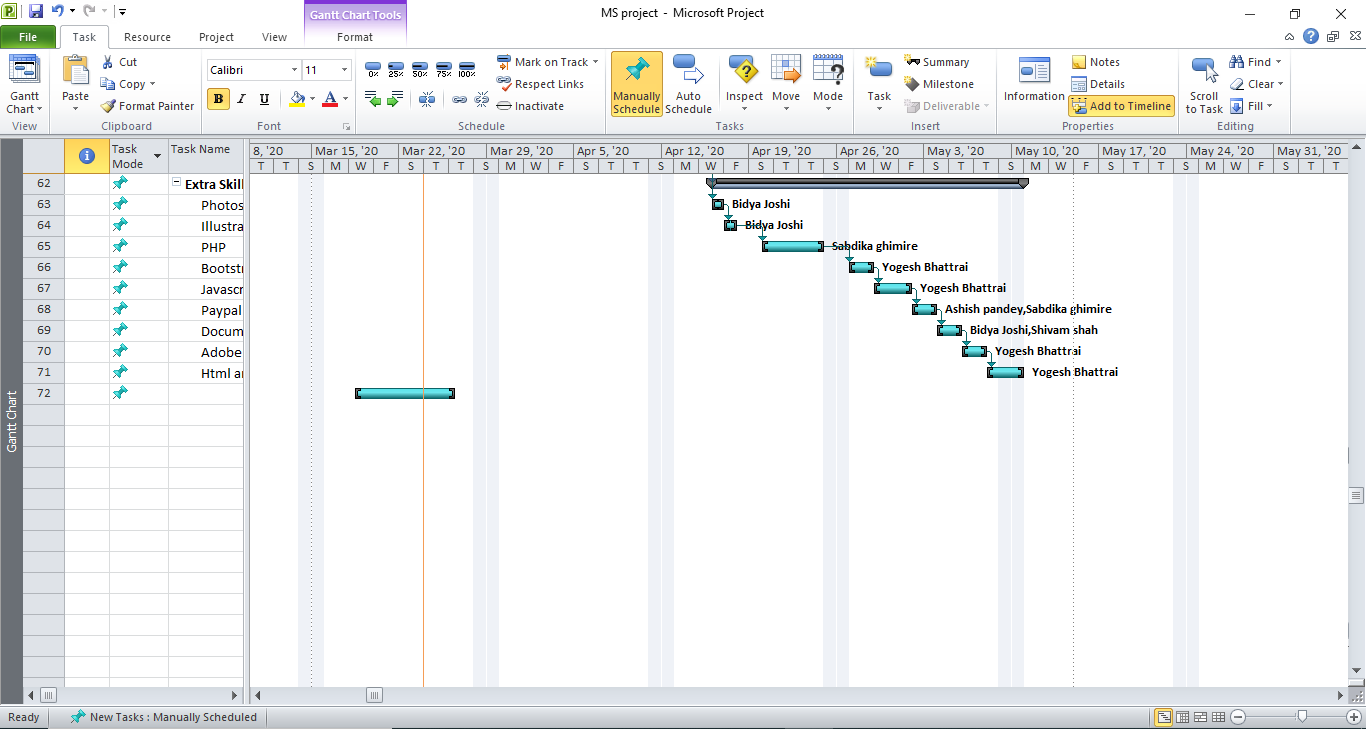 MS project - Microsoft Project
Gantt Chart Tools
File Task Resource Project View Format
Gantt Chart
View
Paste
Cut
Copy
Format Painter
Clipboard
Calibri 11
B I U A
Font
0% 25% 50% 75% 100%
Mark on Track
Respect Links
Inactivate
Schedule
Manually Schedule
Auto Schedule
Inspect
Move
Mode
Tasks
Task
Summary
Milestone
Deliverable
Insert
Information
Notes
Details
Add to Timeline
Properties
Scroll to Task
Find
Clear
Fill
Editing
Task Mode
Task Name
8, '20 Mar 15, '20 Mar 22, '20 Mar 29, '20 Apr 5, '20 Apr 12, '20 Apr 19, '20 Apr 26, '20 May 3, '20 May 10, '20 May 17, '20 May 24, '20 May 31, '20
T T S M W F S T T S M W F S T T S M W F S T T S M W F S T T S M W F S T T S M W F S T T
62 Extra Skill
63 Photos Bidya Joshi
64 Illustra Bidya Joshi
65 PHP Sabdika ghimire
66 Bootstr Yogesh Bhattrai
67 Javascr Yogesh Bhattrai
68 Paypal Ashish pandey,Sabdika ghimire
69 Docum Bidya Joshi,Shivam shah
70 Adobe Yogesh Bhattrai
71 Html an Yogesh Bhattrai
72
Gantt Chart
Ready New Tasks : Manually Scheduled